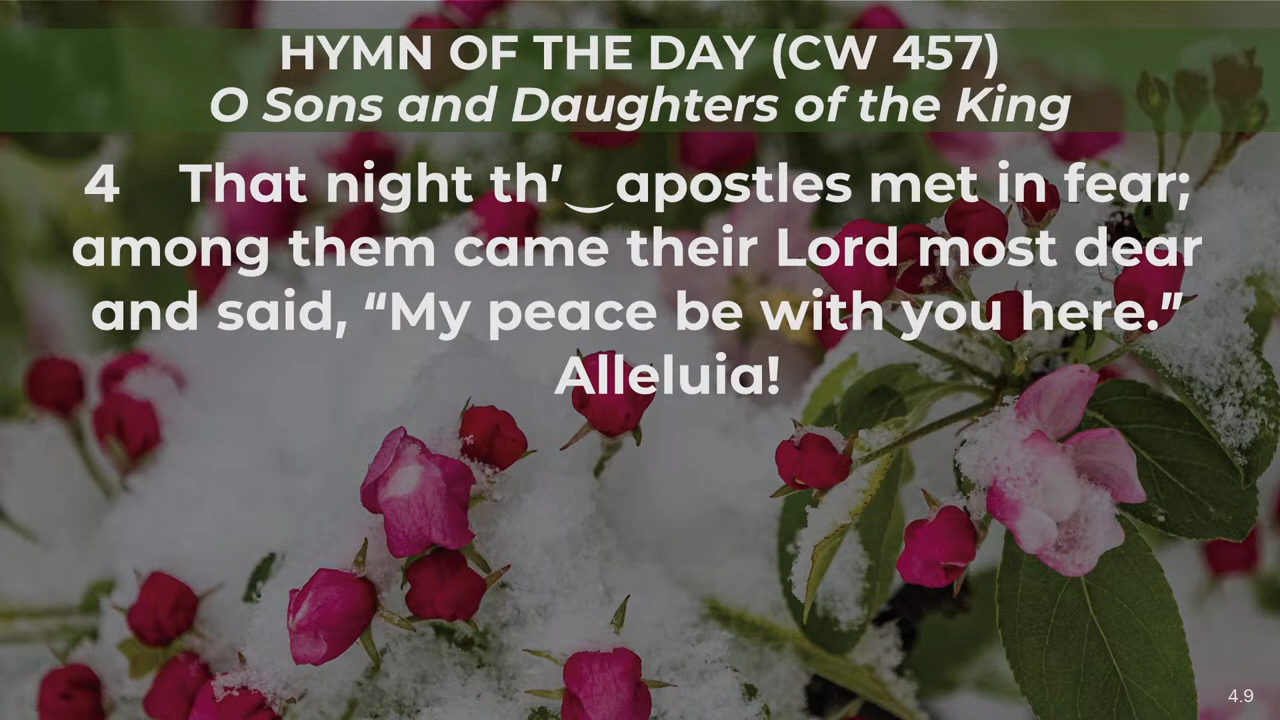 HYMN OF THE DAY (CW 457)
O Sons and Daughters of the King
4 That night th’‿apostles met in fear;
among them came their Lord most dear
and said, “My peace be with you here.”
Alleluia!
4.9